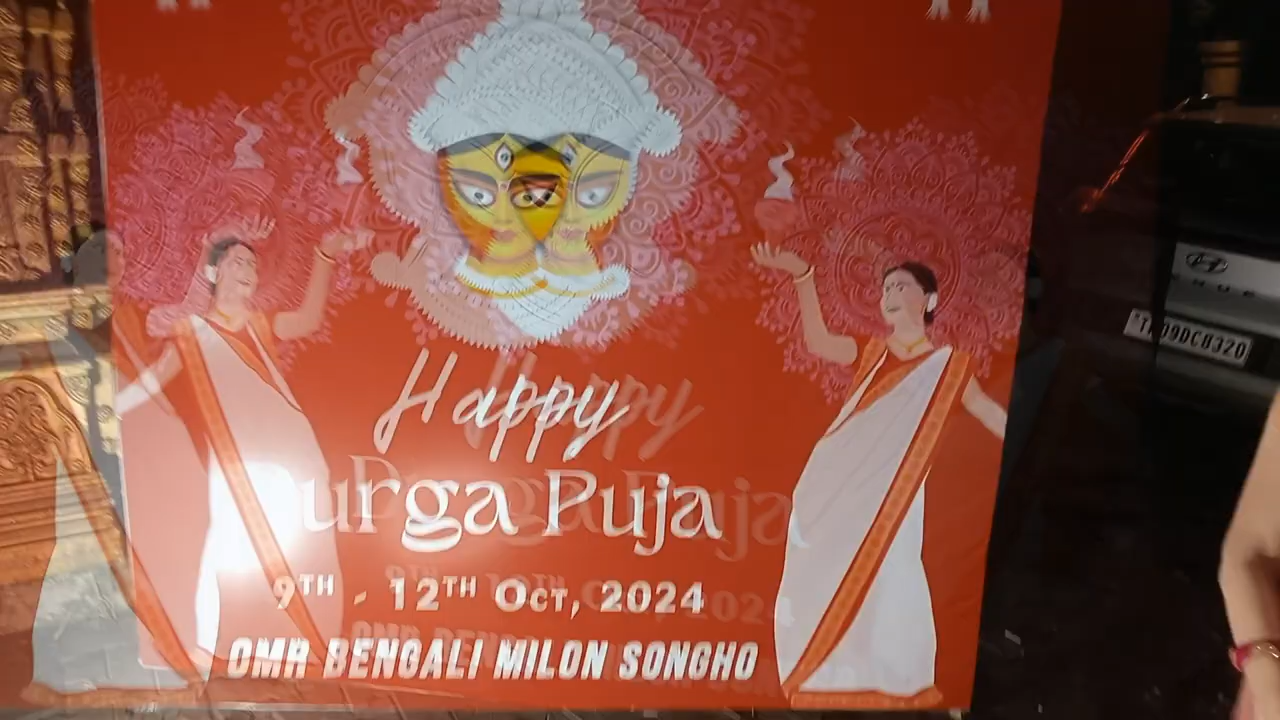 Happy
Durga Puja
9TH - 12TH OCT, 2024
OMR BENGALI MILON SONGHO